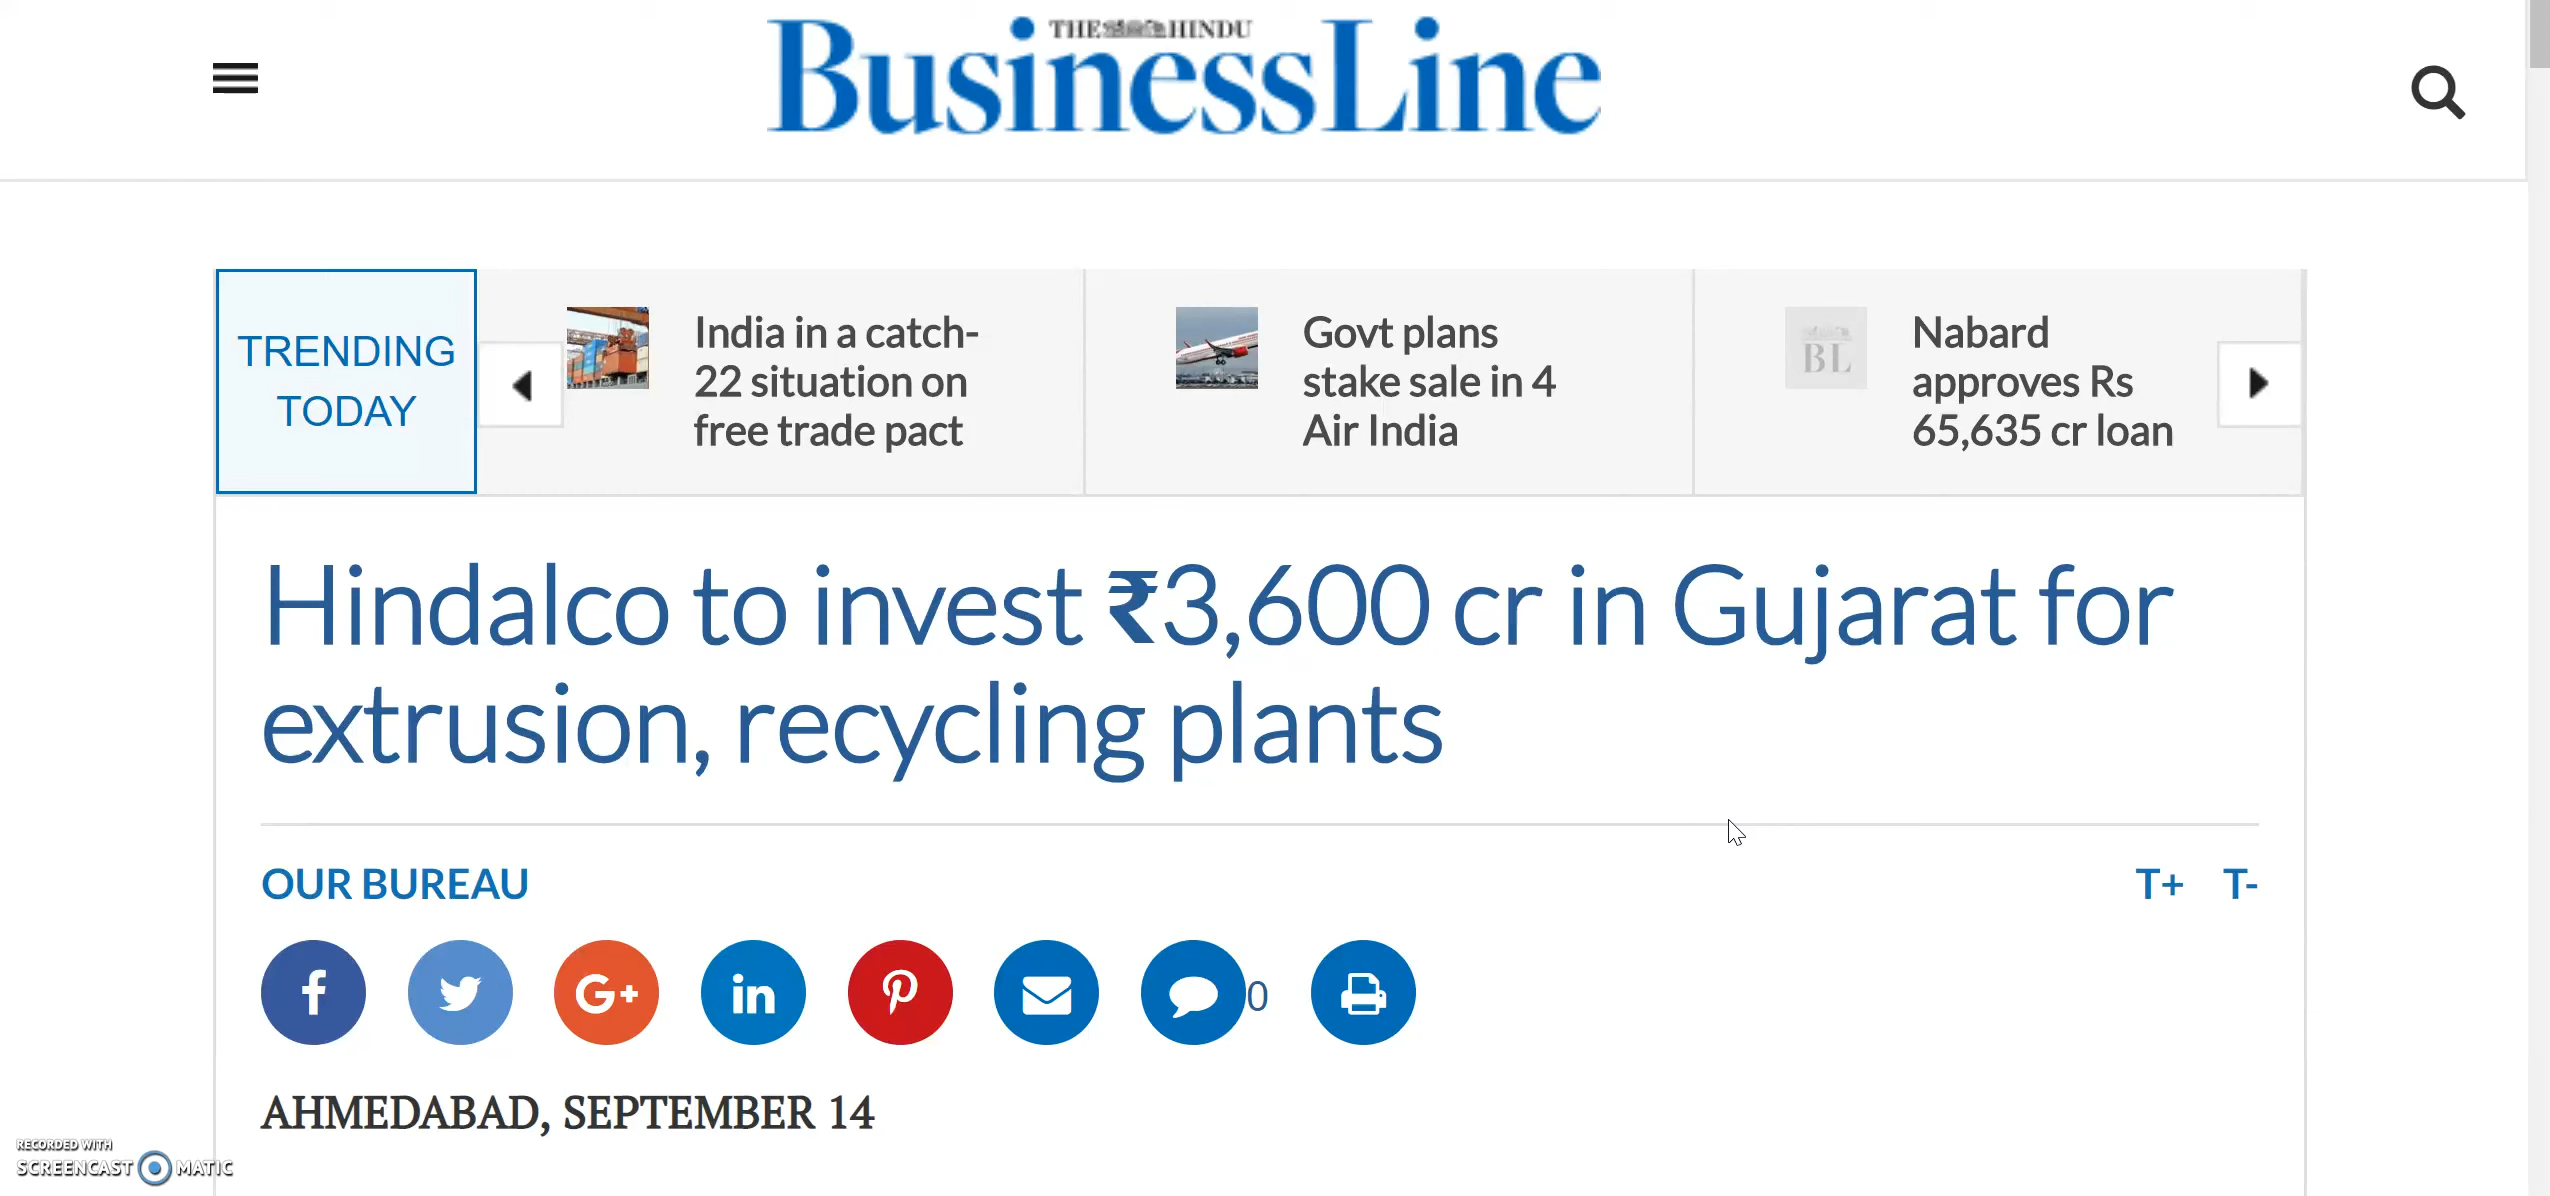 THE HINDU
BusinessLine
TRENDING
TODAY
India in a catch-
22 situation on
free trade pact
Govt plans
stake sale in 4
Air India
BL
Nabard
approves Rs
65,635 cr loan
Hindalco to invest ₹3,600 cr in Gujarat for
extrusion, recycling plants
OUR BUREAU
T+ T-
f
G+
in
0
AHMEDABAD, SEPTEMBER 14
RECORDED WITH
SCREENCAST MATIC